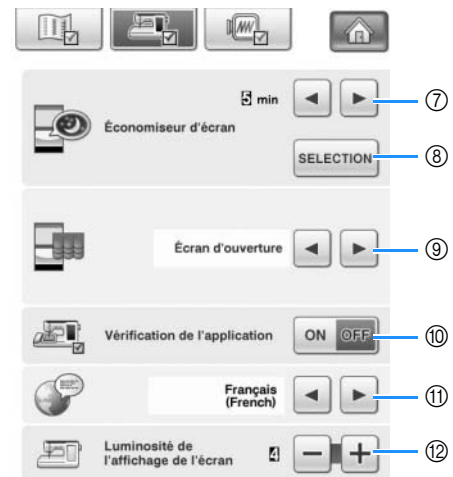 5 min
⑦
Économiseur d'écran
SELECTION
⑧
Écran d'ouverture
⑨
Vérification de l'application
ON OFF
⑩
Français
(French)
⑪
Luminosité de
l'affichage de l'écran
4
⑫